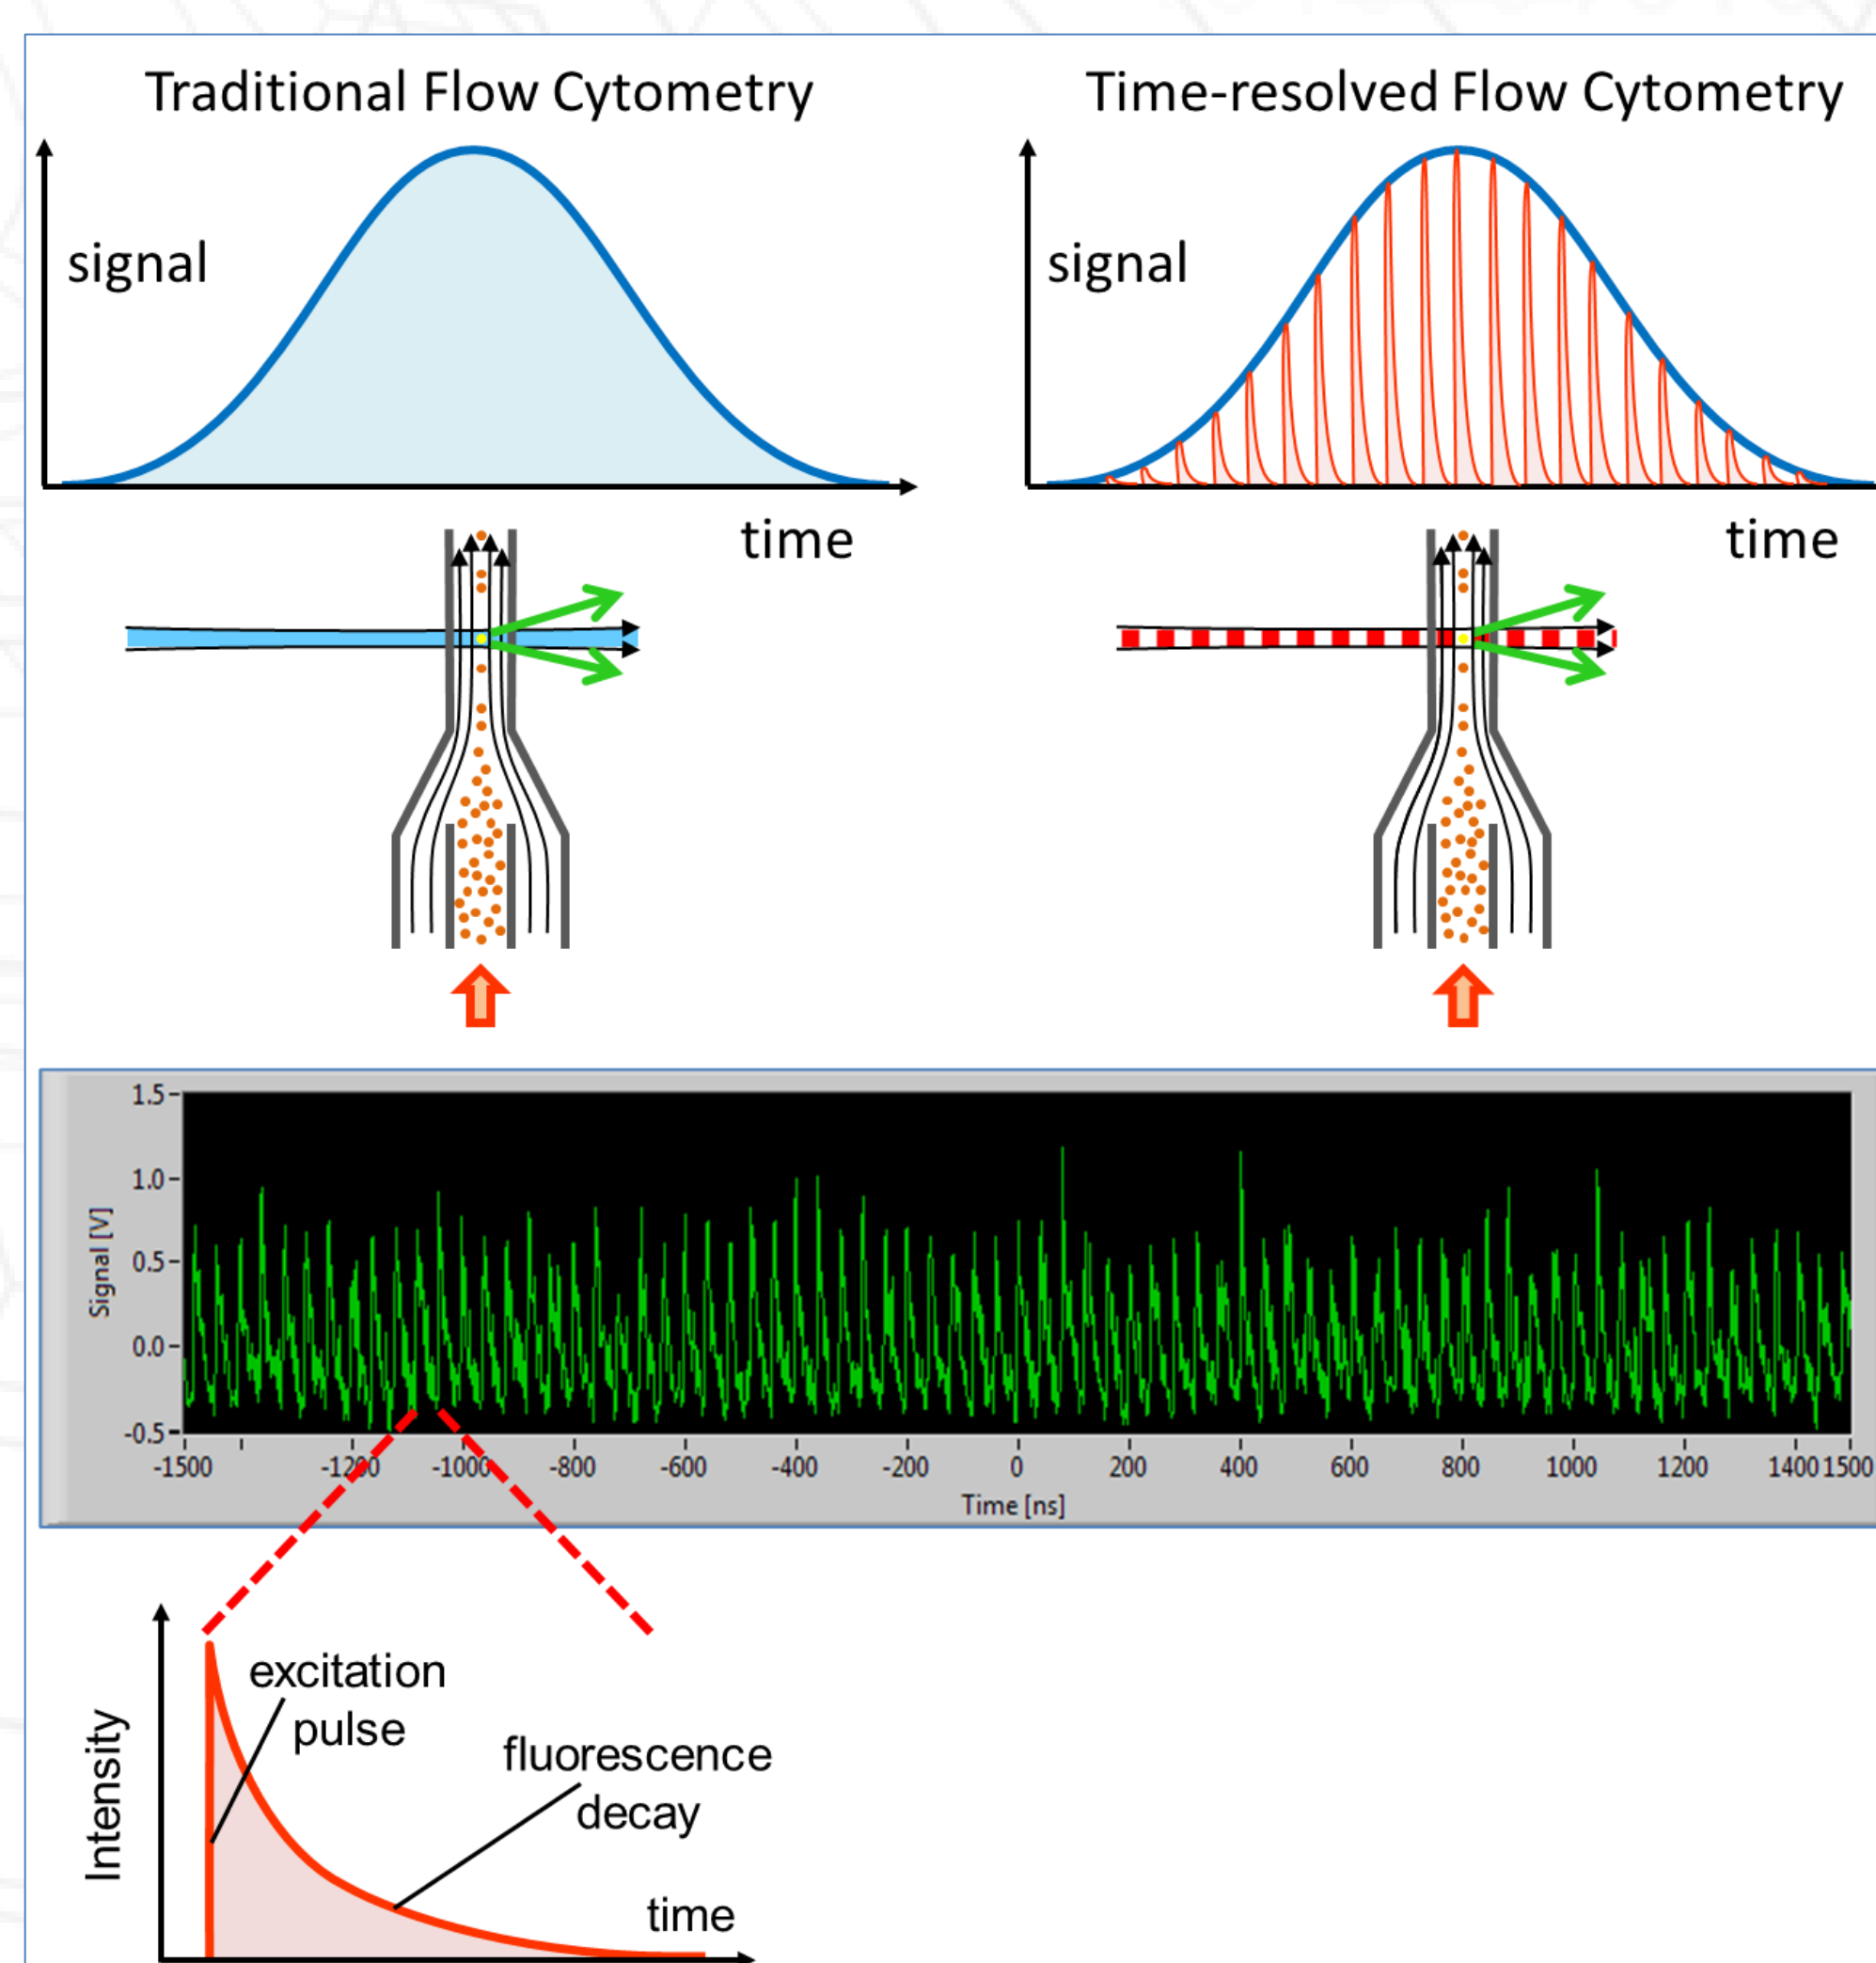 Traditional Flow Cytometry
Time-resolved Flow Cytometry
signal
signal
time
time
1.5
1.0
0.5
0.0
-0.5
Signal [V]
-1500
-1200
-1000
-800
-600
-400
-200
0
200
400
600
800
1000
1200
1400
1500
Time [ns]
excitation
pulse
fluorescence
decay
Intensity
time